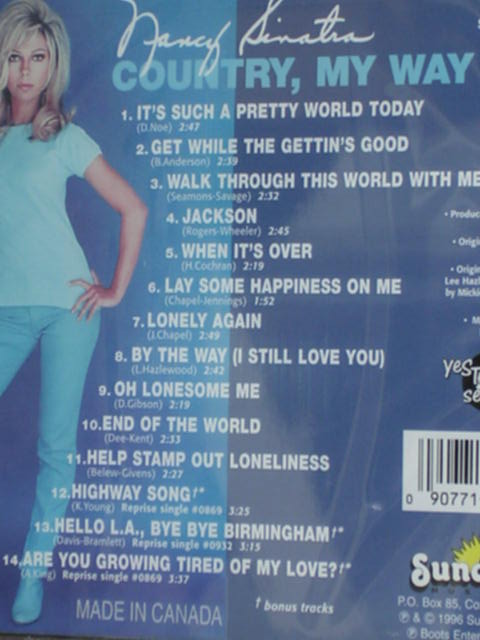 Nancy Sinatra
COUNTRY, MY WAY
1. IT'S SUCH A PRETTY WORLD TODAY
(D.Noe) 2:47
2. GET WHILE THE GETTIN'S GOOD
(B.Anderson) 2:39
3. WALK THROUGH THIS WORLD WITH ME
(Seamons-Savage) 2:32
4. JACKSON
(Rogers-Wheeler) 2:45
5. WHEN IT'S OVER
(H.Cochran) 2:19
6. LAY SOME HAPPINESS ON ME
(Chapel-Jennings) 1:52
7. LONELY AGAIN
(J.Chapel) 2:49
8. BY THE WAY (I STILL LOVE YOU)
(L.Hazlewood) 2:42
9. OH LONESOME ME
(D.Gibson) 2:19
10. END OF THE WORLD
(Dee-Kent) 2:33
11. HELP STAMP OUT LONELINESS
(Belew-Givens) 2:27
12. HIGHWAY SONG†*
(K.Young) Reprise single #0869 3:25
13. HELLO L.A., BYE BYE BIRMINGHAM†*
(Davis-Bramlett) Reprise single #0932 3:15
14. ARE YOU GROWING TIRED OF MY LOVE?†*
(A.King) Reprise single #0869 3:37
MADE IN CANADA
† bonus tracks
• Produc
• Origi
• Origin
Lee Hazl
by Micki
• M
yes
se
0 90771
Sund
P.O. Box 85, Co
℗ & © 1996 Su
℗ Boots Enter